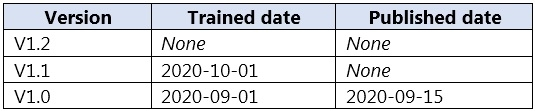 Version Trained date Published date
V1.2 None None
V1.1 2020-10-01 None
V1.0 2020-09-01 2020-09-15